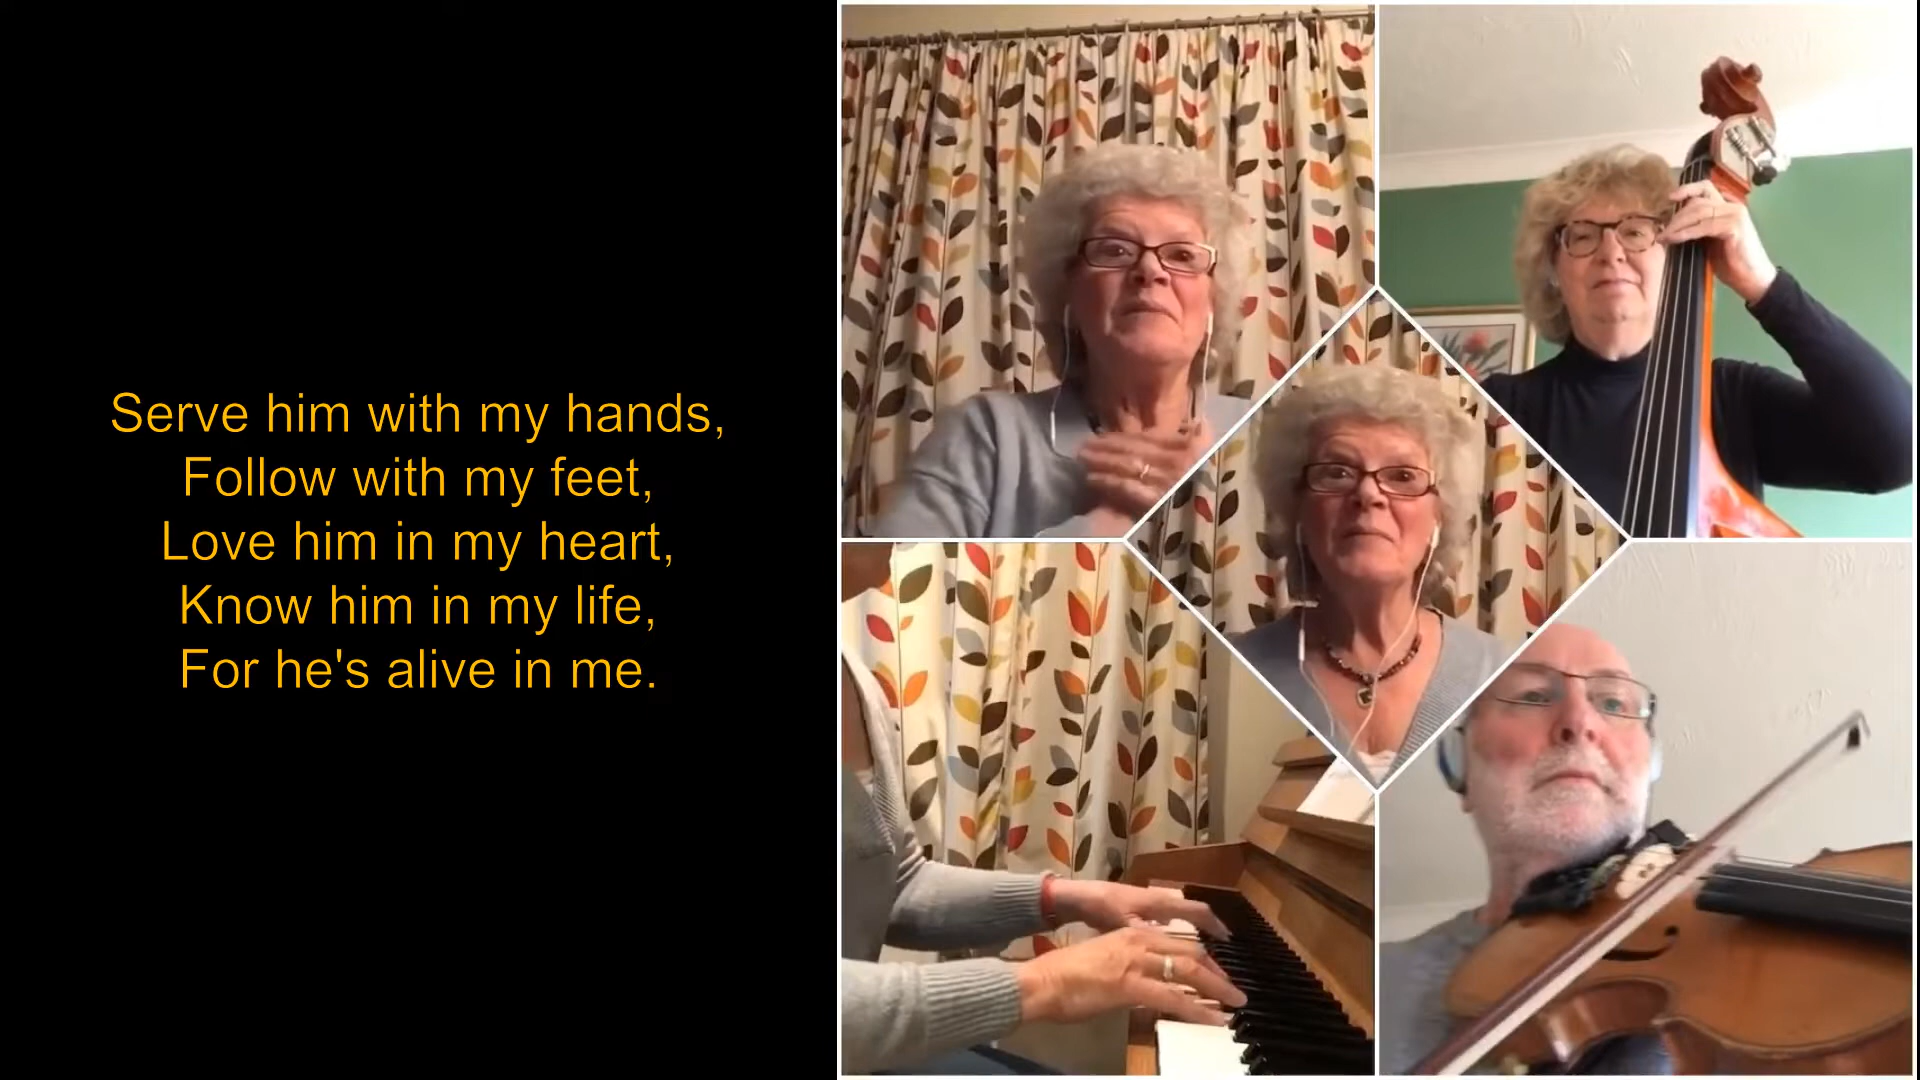 Serve him with my hands,
Follow with my feet,
Love him in my heart,
Know him in my life,
For he's alive in me.